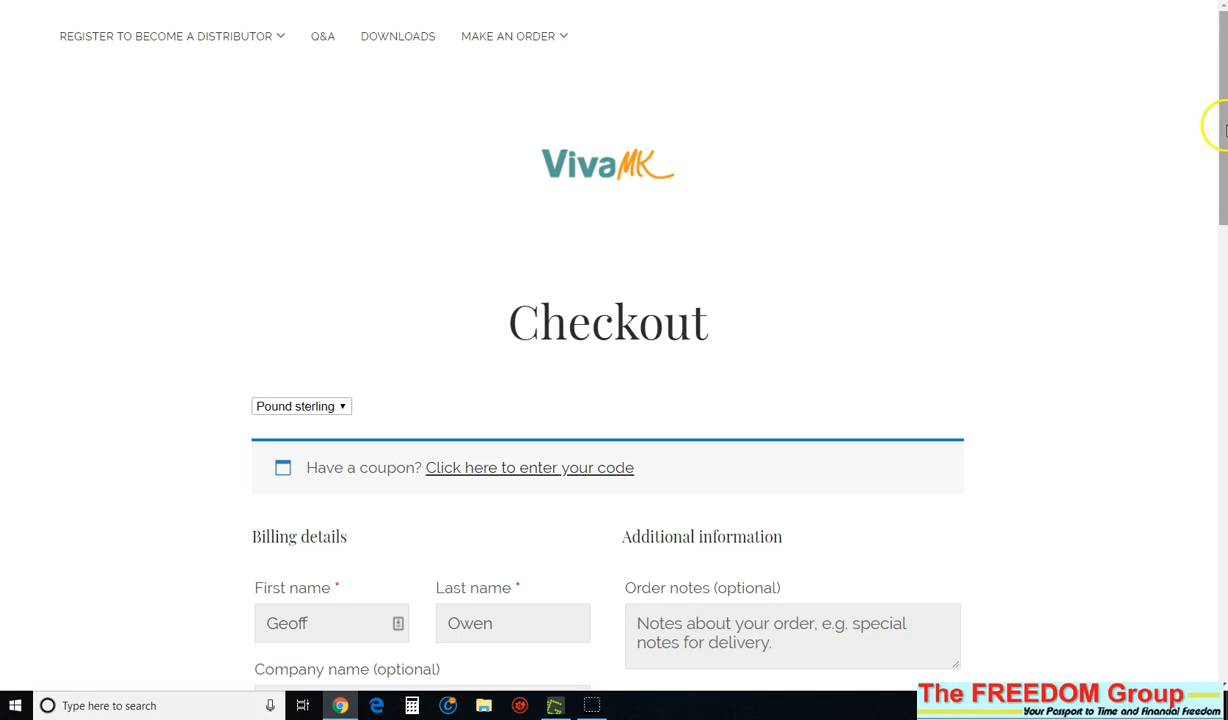 REGISTER TO BECOME A DISTRIBUTOR Q&A DOWNLOADS MAKE AN ORDER
VivaMK
Checkout
Pound sterling
Have a coupon? Click here to enter your code
Billing details
Additional information
First name *
Last name *
Order notes (optional)
Geoff
Owen
Notes about your order, e.g. special
notes for delivery.
Company name (optional)
Type here to search
The FREEDOM Group
Your Passport to Time and Financial Freedom